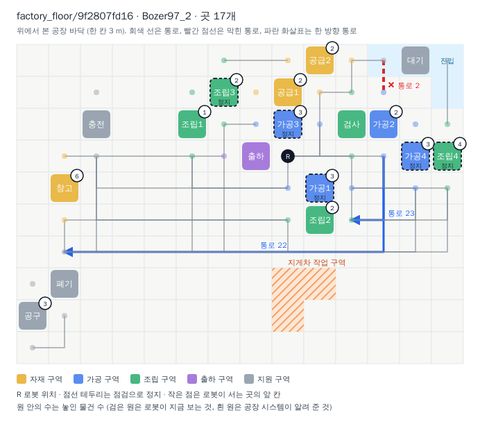 factory_floor/9f2807fd16 · Bozer97_2 · 곳 17개
위에서 본 공장 바닥 (한 칸 3 m). 회색 선은 통로, 빨간 점선은 막힌 통로, 파란 화살표는 한 방향 통로
공급2
2
대기
진입
통로 2
조립3
정지
2
공급1
2
충전
조립1
1
가공3
정지
3
검사
가공2
2
출하
R
가공4
정지
3
조립4
정지
4
창고
6
가공1
정지
3
조립2
2
통로 23
통로 22
지게차 작업 구역
폐기
공구
3
자재 구역
가공 구역
조립 구역
출하 구역
지원 구역
R 로봇 위치 · 점선 테두리는 점검으로 정지 · 작은 점은 로봇이 서는 곳의 앞 칸
원 안의 수는 놓인 물건 수 (검은 원은 로봇이 지금 보는 것, 흰 원은 공장 시스템이 알려 준 것)